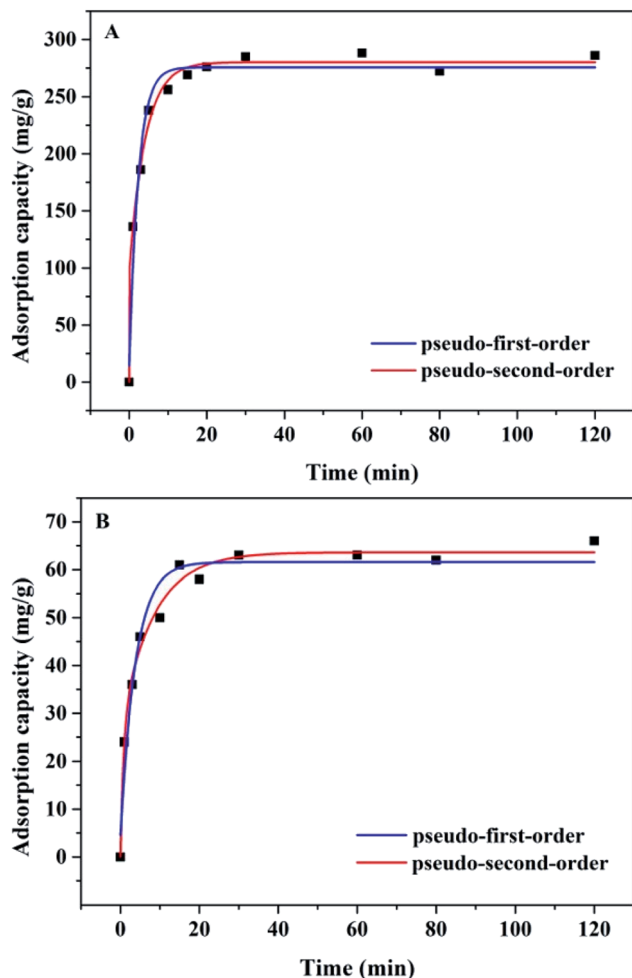 A
300
250
200
150
100
50
0
Adsorption capacity (mg/g)
pseudo-first-order
pseudo-second-order
0 20 40 60 80 100 120
Time (min)
B
70
60
50
40
30
20
10
0
Adsorption capacity (mg/g)
pseudo-first-order
pseudo-second-order
0 20 40 60 80 100 120
Time (min)